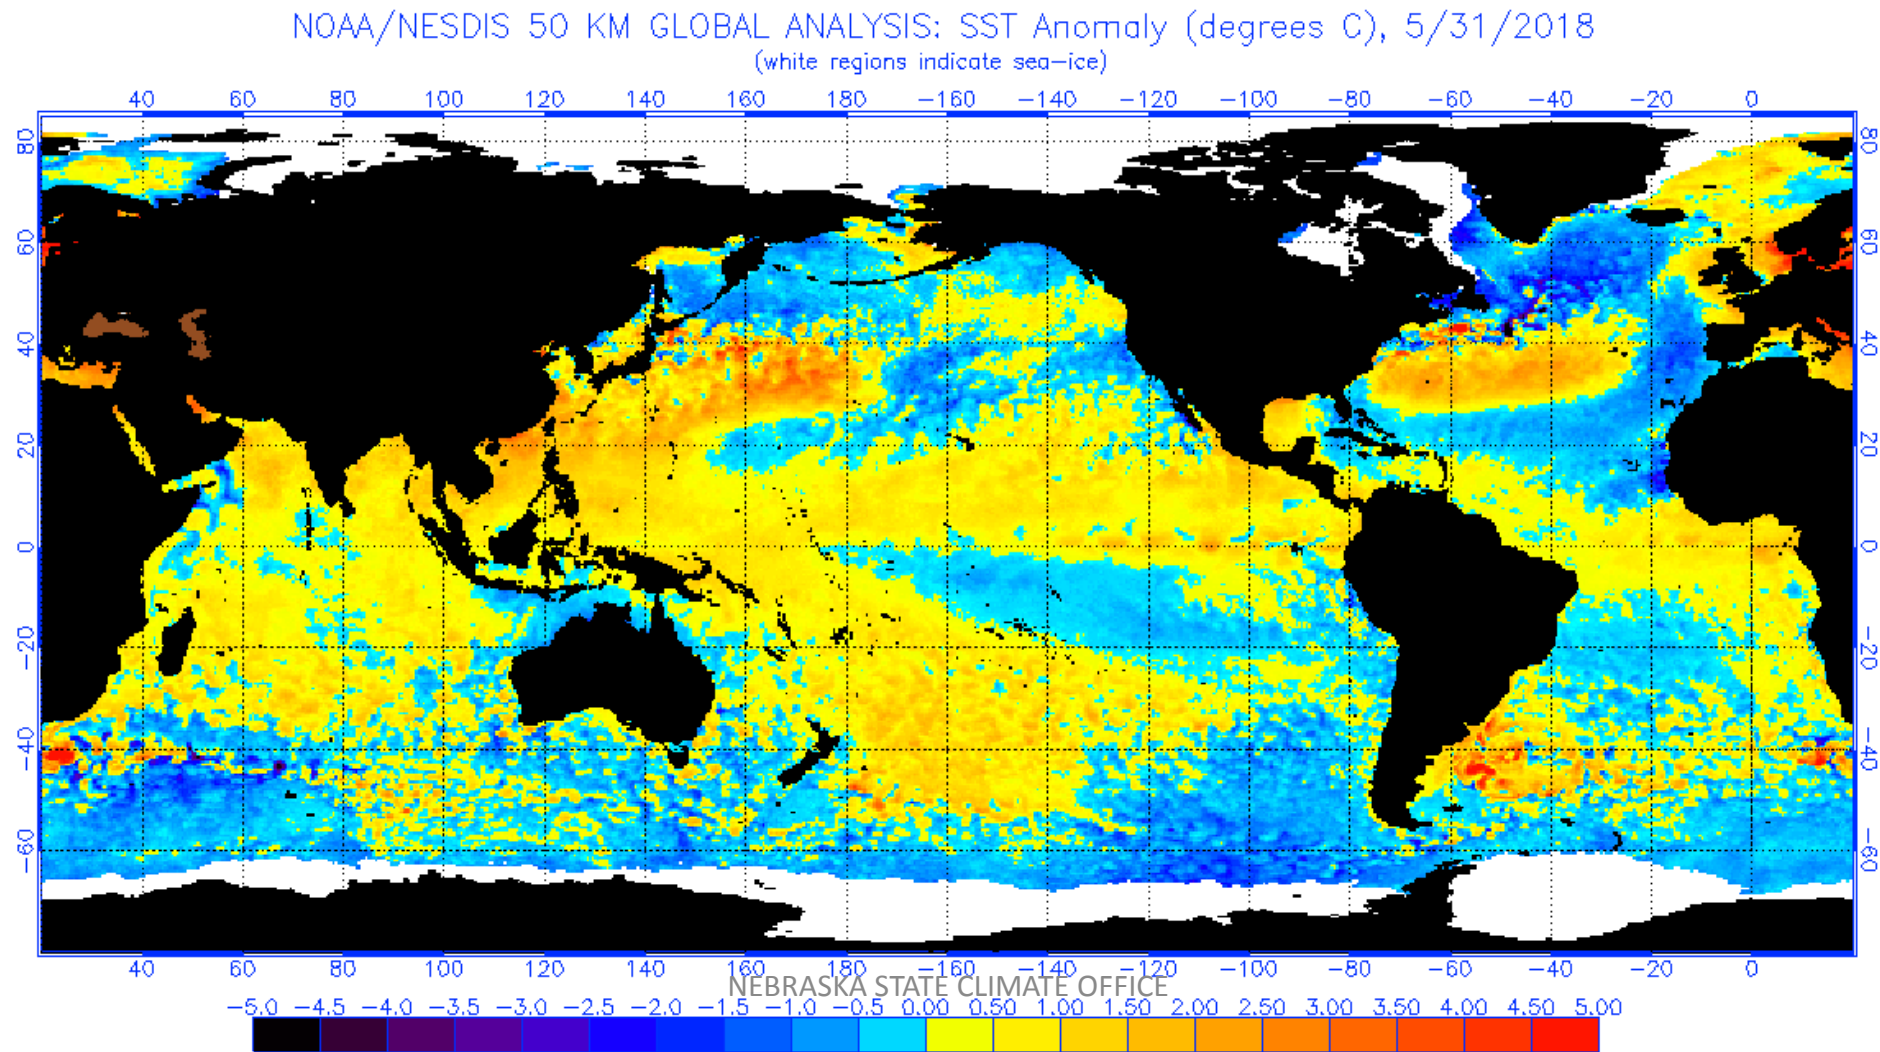 NOAA/NESDIS 50 KM GLOBAL ANALYSIS: SST Anomaly (degrees C), 5/31/2018
(white regions indicate sea-ice)
40 60 80 100 120 140 160 180 -160 -140 -120 -100 -80 -60 -40 -20 0
80 80
60 60
40 40
20 20
0 0
-20 -20
-40 -40
-60 -60
40 60 80 100 120 140 160 180 -160 -140 -120 -100 -80 -60 -40 -20 0
NEBRASKA STATE CLIMATE OFFICE
-5.0 -4.5 -4.0 -3.5 -3.0 -2.5 -2.0 -1.5 -1.0 -0.5 0.00 0.50 1.00 1.50 2.00 2.50 3.00 3.50 4.00 4.50 5.00